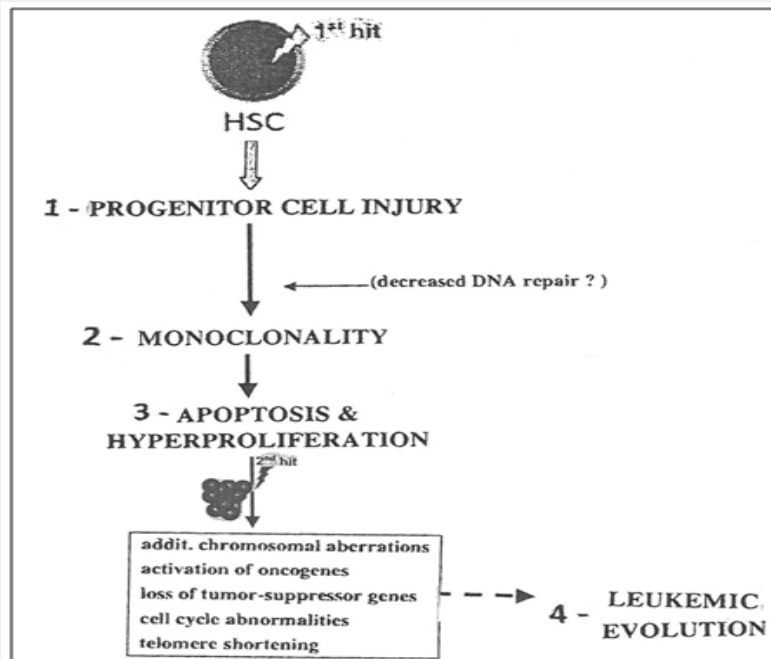 1st hit
HSC
1 - PROGENITOR CELL INJURY
(decreased DNA repair ? )
2 - MONOCLONALITY
3 - APOPTOSIS &
HYPERPROLIFERATION
2nd hit
addit. chromosomal aberrations
activation of oncogenes
loss of tumor-suppressor genes
cell cycle abnormalities
telomere shortening
4 - LEUKEMIC
EVOLUTION